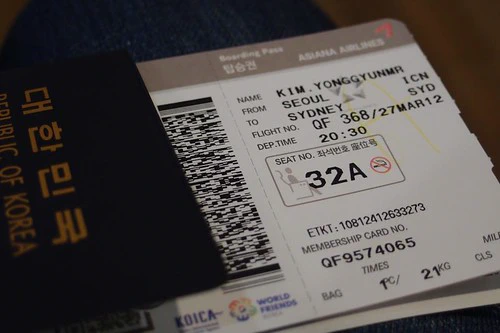 대한민국
REPUBLIC OF KOREA
Boarding Pass
탑승권
ASIANA AIRLINES
NAME KIM.YONGGYUNMR
FROM SEOUL ICN
TO SYDNEY SYD
FLIGHT NO. QF 368/27MAR12
DEP.TIME 20:30
SEAT NO. 좌석번호 座位号
32A
ETKT:10812412633273
MEMBERSHIP CARD NO.
QF9574065
MIL
TIMES
BAG 1PC/ 21KG CLS
KOICA
WORLD
FRIENDS